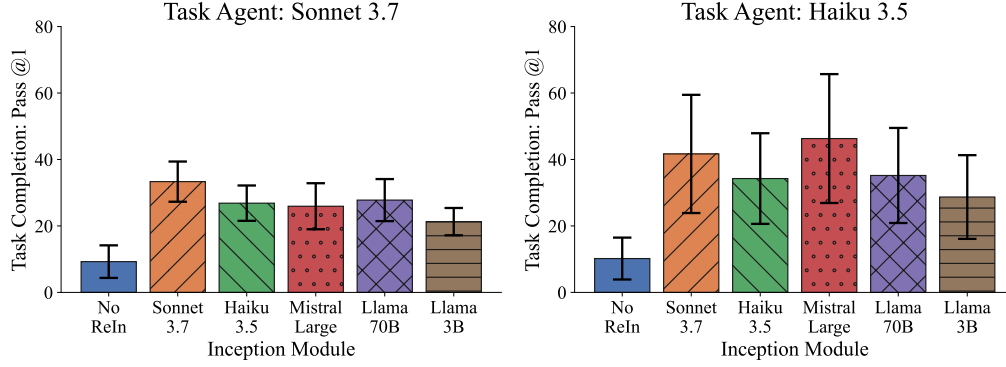 Task Agent: Sonnet 3.7
Task Completion: Pass @1
80
60
40
20
0
No ReIn
Sonnet 3.7
Haiku 3.5
Mistral Large
Llama 70B
Llama 3B
Inception Module
Task Agent: Haiku 3.5
Task Completion: Pass @1
80
60
40
20
0
No ReIn
Sonnet 3.7
Haiku 3.5
Mistral Large
Llama 70B
Llama 3B
Inception Module